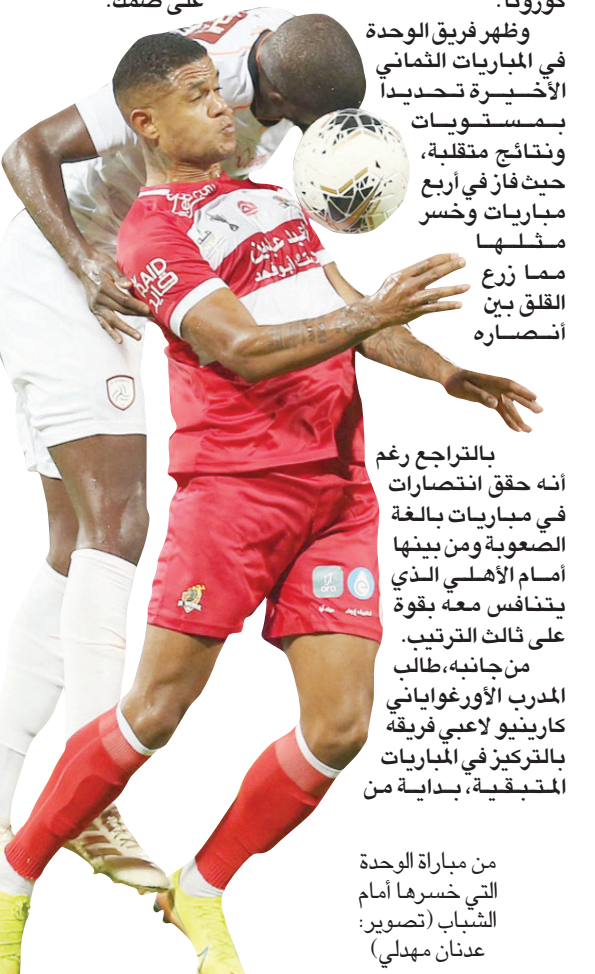 على ضمك.
كورونا.
وظهر فريق الوحدة
في المباريات الثماني
الأخيرة تحديدا
بمستويات
ونتائج متقلبة،
حيث فاز في أربع
مباريات وخسر
مثلها
مما زرع
القلق بين
أنصاره
بالتراجع رغم
أنه حقق انتصارات
في مباريات بالغة
الصعوبة ومن بينها
أمام الأهلي الذي
يتنافس معه بقوة
على ثالث الترتيب.
من جانبه، طالب
المدرب الأورغواياني
كارينيو لاعبي فريقه
بالتركيز في المباريات
المتبقية، بداية من
من مباراة الوحدة
التي خسرها أمام
الشباب (تصوير:
عدنان مهدلي)